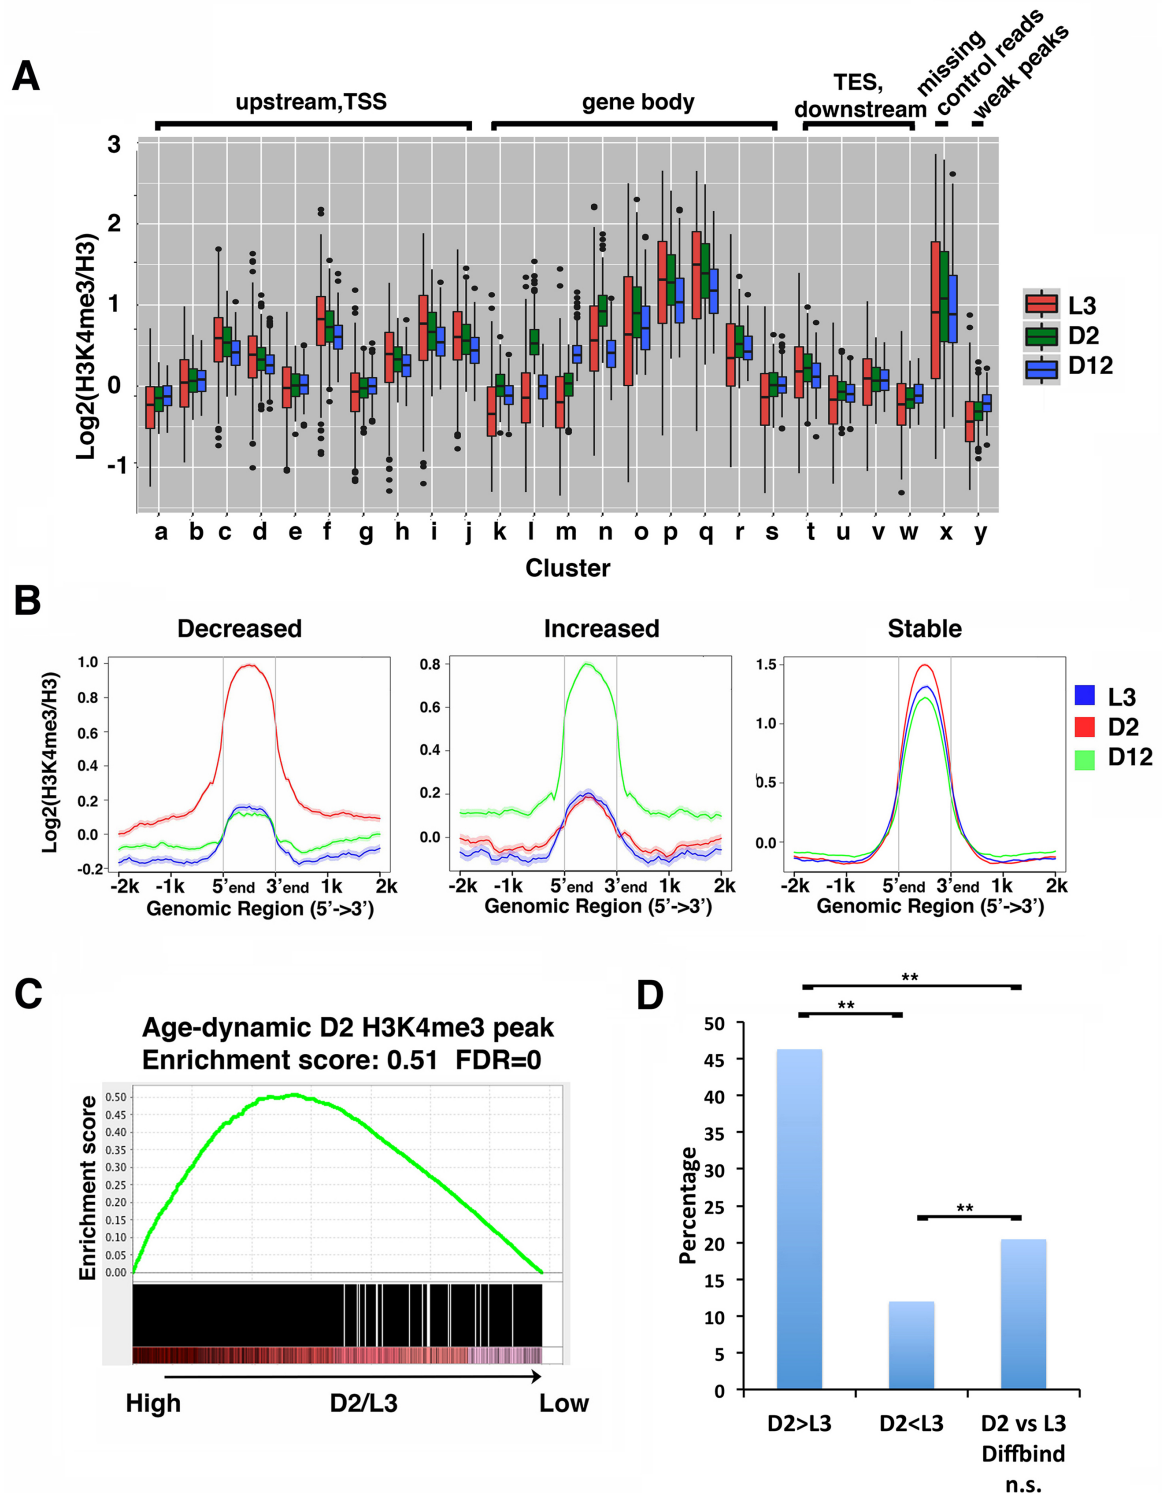 A
upstream,TSS
gene body
TES,
downstream
missing
control reads
weak peaks
Log2(H3K4me3/H3)
3
2
1
0
-1
a b c d e f g h i j k l m n o p q r s t u v w x y
Cluster
L3
D2
D12
B
Decreased
Increased
Stable
Log2(H3K4me3/H3)
1.0
0.8
0.6
0.4
0.2
0.0
-0.2
-2k -1k 5'end 3'end 1k 2k
Genomic Region (5'->3')
0.8
0.6
0.4
0.2
0.0
-2k -1k 5'end 3'end 1k 2k
Genomic Region (5'->3')
1.5
1.0
0.5
0.0
-2k -1k 5'end 3'end 1k 2k
Genomic Region (5'->3')
L3
D2
D12
C
Age-dynamic D2 H3K4me3 peak
Enrichment score: 0.51 FDR=0
Enrichment score
0.50
0.45
0.40
0.35
0.30
0.25
0.20
0.15
0.10
0.05
0.00
High D2/L3 Low
D
**
**
**
Percentage
50
45
40
35
30
25
20
15
10
5
0
D2>L3
D2<L3
D2 vs L3
Diffbind
n.s.